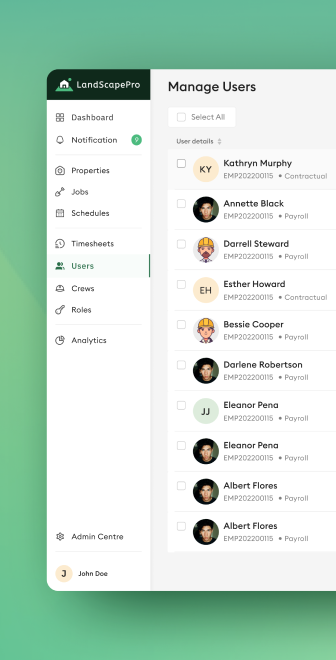 LandScapePro
Manage Users
Dashboard
Select All
Notification
9
User details
Properties
KY
Kathryn Murphy
EMP202200115 • Contractual
Jobs
Annette Black
EMP202200115 • Payroll
Schedules
Timesheets
Darrell Steward
EMP202200115 • Payroll
Users
Crews
EH
Esther Howard
EMP202200115 • Contractual
Roles
Bessie Cooper
EMP202200115 • Payroll
Analytics
Darlene Robertson
EMP202200115 • Payroll
JJ
Eleanor Pena
EMP202200115 • Payroll
Eleanor Pena
EMP202200115 • Payroll
Albert Flores
EMP202200115 • Payroll
Albert Flores
EMP202200115 • Payroll
Admin Centre
J
John Doe